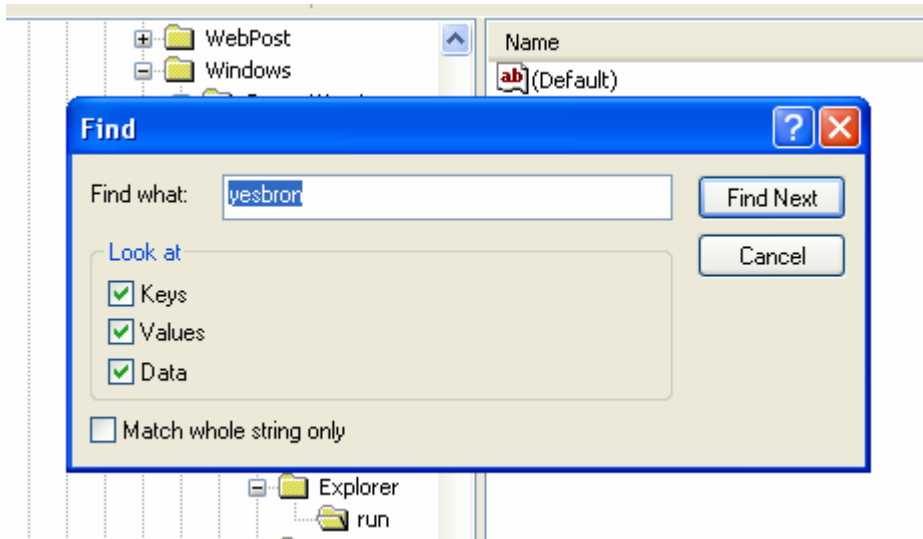 WebPost
Windows
Name
ab (Default)
Find
?
Find what:
yesbron
Find Next
Look at
Cancel
Keys
Values
Data
Match whole string only
Explorer
run